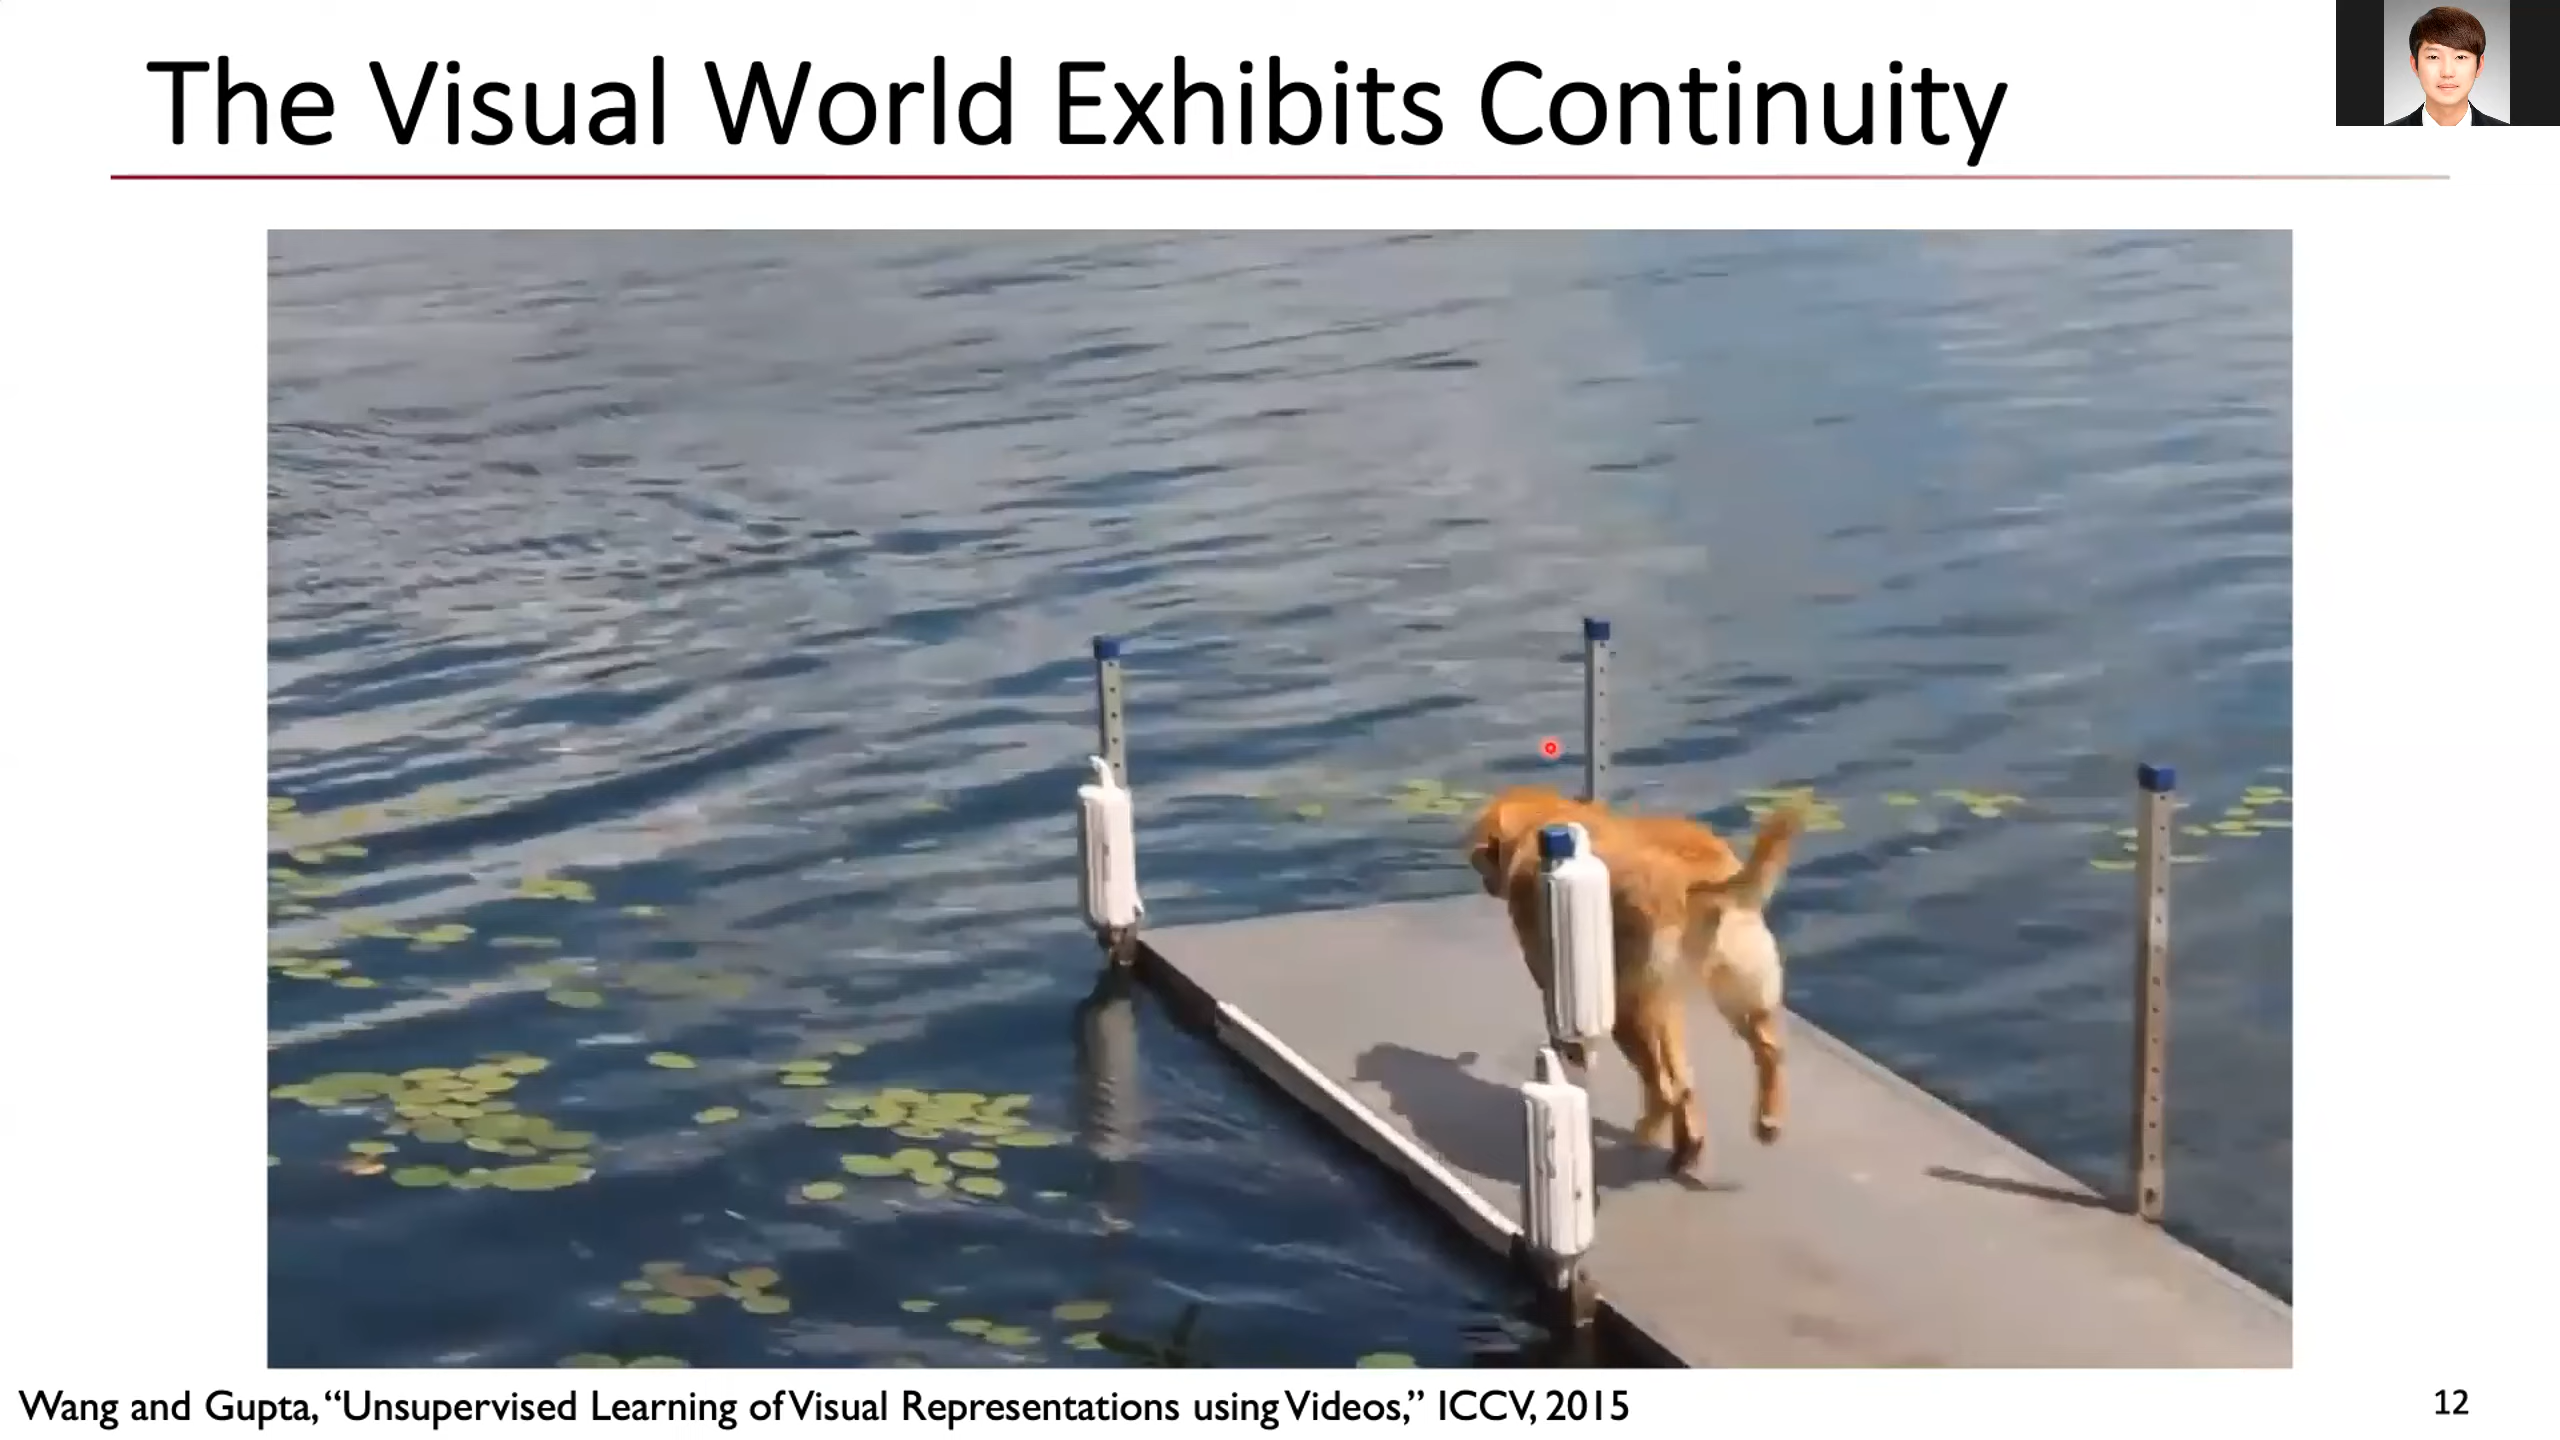 The Visual World Exhibits Continuity
Wang and Gupta, “Unsupervised Learning of Visual Representations using Videos,” ICCV, 2015
12